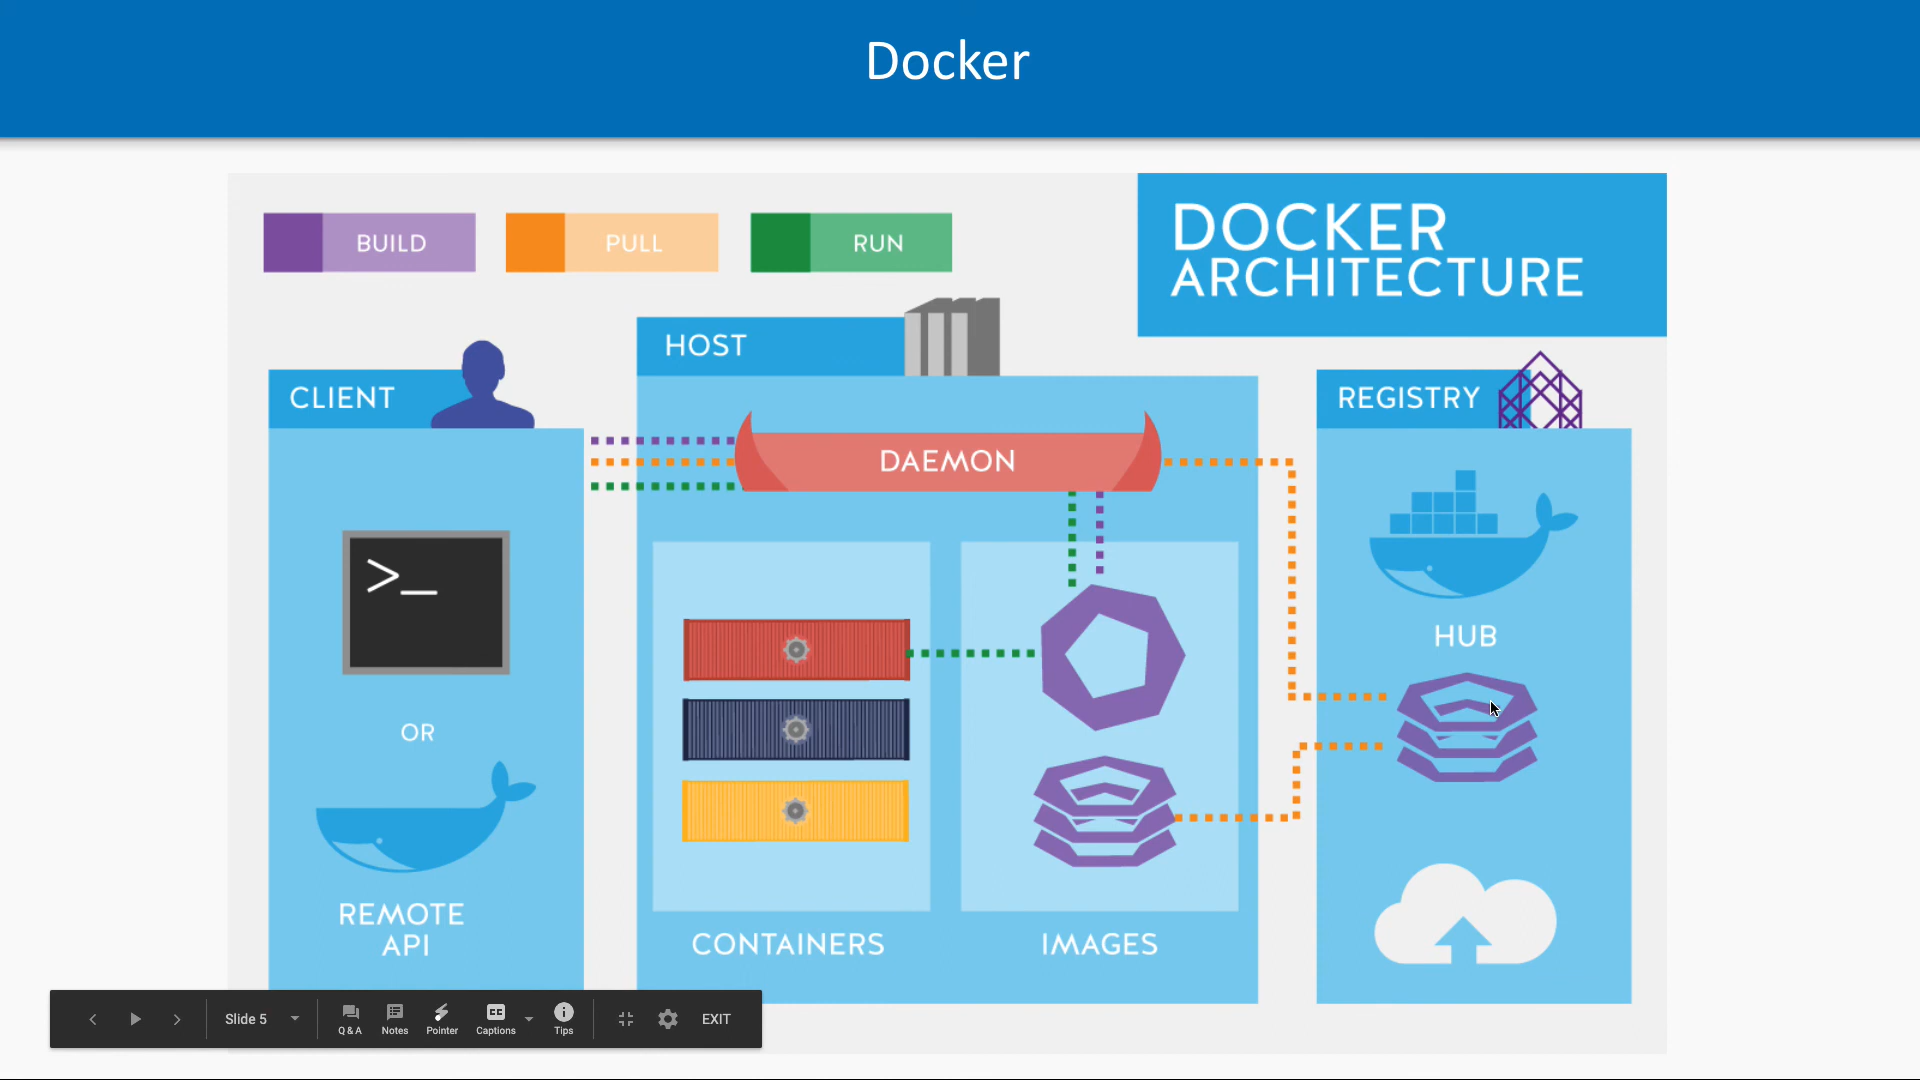 Docker
BUILD
PULL
RUN
DOCKER
ARCHITECTURE
HOST
CLIENT
REGISTRY
DAEMON
>_
HUB
OR
REMOTE
API
CONTAINERS
IMAGES
Slide 5
Q & A
Notes
Pointer
CC
Captions
Tips
EXIT